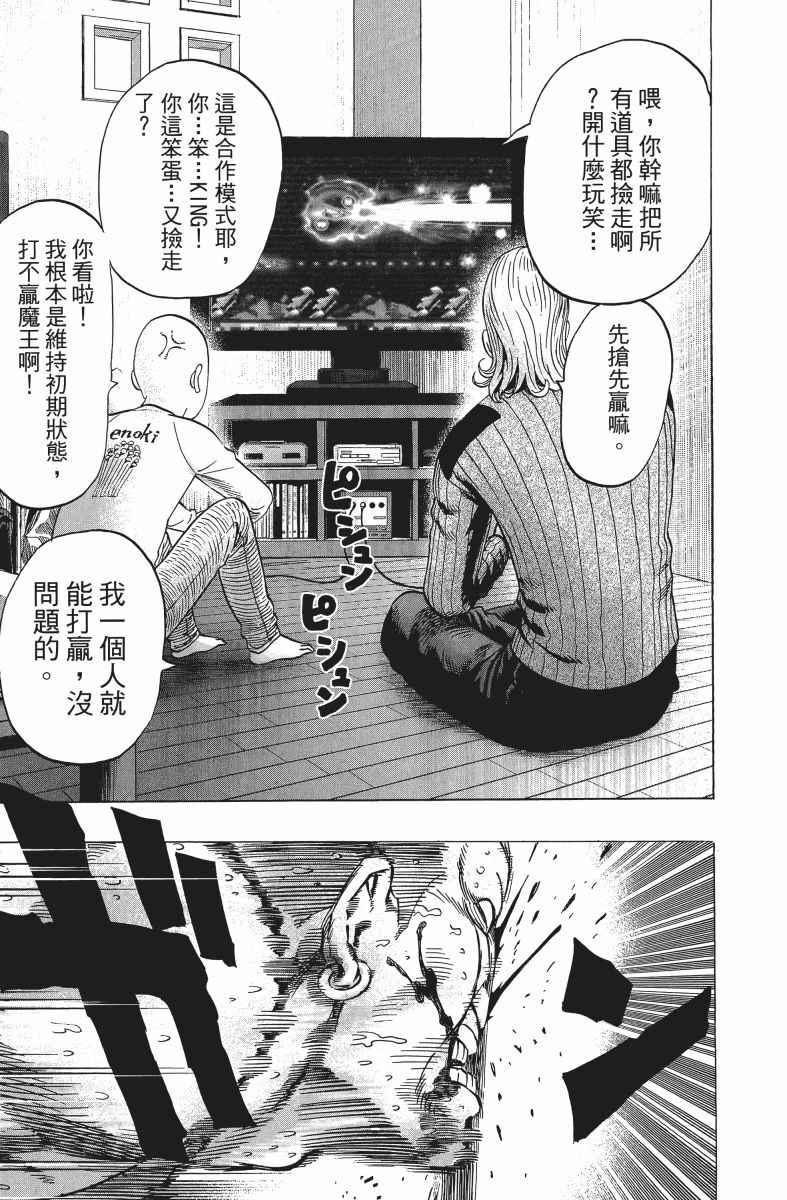 喂，你幹嘛把所
有道具都撿走啊
？開什麼玩笑…
先搶先贏嘛。
這是合作模式耶，
你…笨…KING！
你這笨蛋…又撿走
了？
你看啦！
我根本是維持初期狀態，
打不贏魔王啊！
enoki
ピシュン
ピシュン
我一個人就
能打贏，沒
問題的。